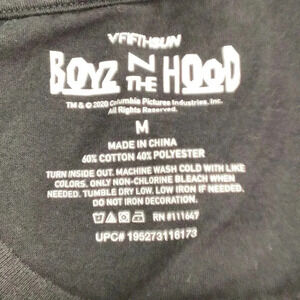 FIFTHSUN
BOYZ N THE HOOD
TM & © 2020 Columbia Pictures Industries, Inc.
All Rights Reserved.
M
MADE IN CHINA
60% COTTON 40% POLYESTER
TURN INSIDE OUT. MACHINE WASH COLD WITH LIKE
COLORS. ONLY NON-CHLORINE BLEACH WHEN
NEEDED. TUMBLE DRY LOW. LOW IRON IF NEEDED.
DO NOT IRON DECORATION.
RN #111647
UPC# 195273116173